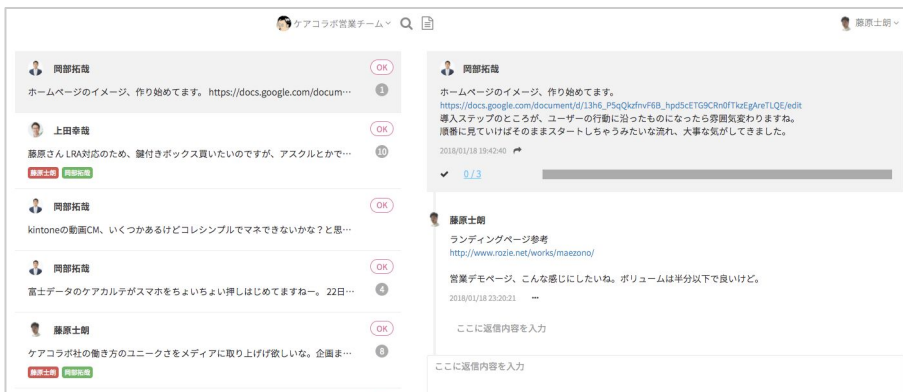 ケアコラボ営業チーム
藤原士朗
岡部拓哉
OK
ホームページのイメージ、作り始めてます。 https://docs.google.com/docum…
1
上田幸哉
OK
藤原さん LRA対応のため、鍵付きボックス買いたいのですが、アスクルとかで…
10
藤原士朗 岡部拓哉
岡部拓哉
OK
kintoneの動画CM、いくつかあるけどコレシンプルでマネできないかな？と思…
岡部拓哉
OK
富士データのケアカルテがスマホをちょいちょい押しはじめてますねー。 22日…
4
藤原士朗
OK
ケアコラボ社の働き方のユニークさをメディアに取り上げて欲しいな。企画ま…
8
藤原士朗 岡部拓哉
岡部拓哉
ホームページのイメージ、作り始めてます。
https://docs.google.com/document/d/13h6_P5qQkzfnvF6B_hpd5cETG9CRn0fTkzEgAreTLQE/edit
導入ステップのところが、ユーザーの行動に沿ったものになったら雰囲気変わりますね。
順番に見ていけばそのままスタートしちゃうみたいな流れ、大事な気がしてきました。
2018/01/18 19:42:40
0 / 3
藤原士朗
ランディングページ参考
http://www.rozie.net/works/maezono/
営業デモページ、こんな感じにしたいね。ボリュームは半分以下で良いけど。
2018/01/18 23:20:21 •••
ここに返信内容を入力
ここに返信内容を入力